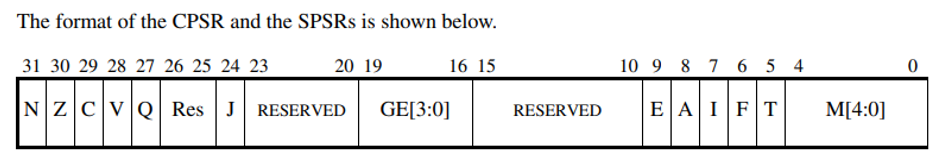 The format of the CPSR and the SPSRs is shown below.
31 30 29 28 27 26 25 24 23 20 19 16 15 10 9 8 7 6 5 4 0
N Z C V Q Res J RESERVED GE[3:0] RESERVED E A I F T M[4:0]